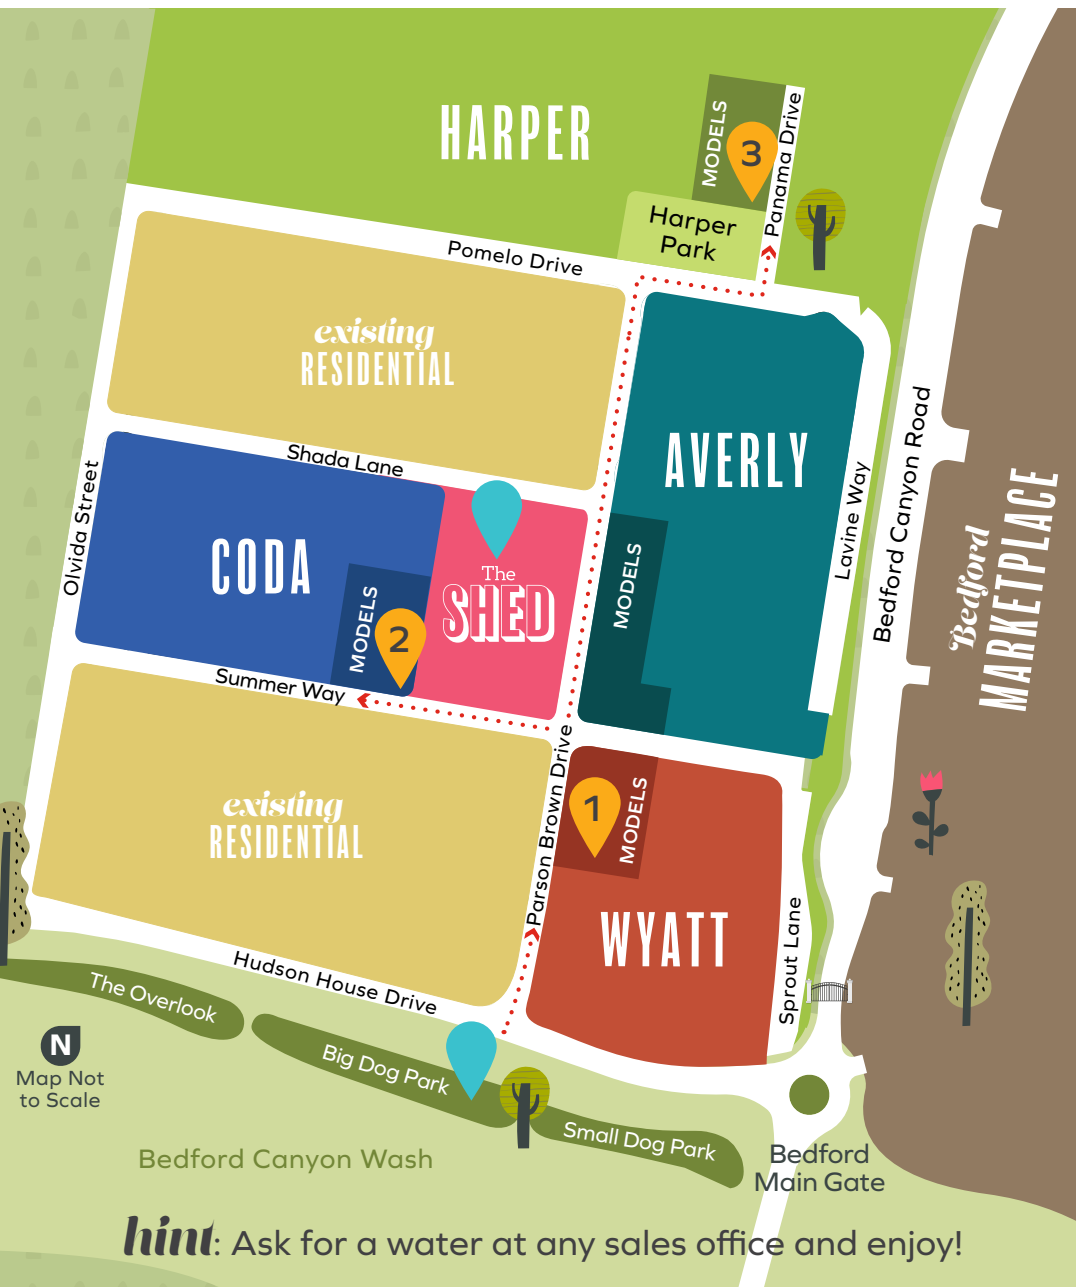 HARPER
MODELS
3
Panama Drive
Harper
Park
Pomelo Drive
existing
RESIDENTIAL
AVERLY
Shada Lane
Olvida Street
CODA
MODELS
2
The
SHED
MODELS
Lavine Way
Bedford Canyon Road
Bedford
MARKETPLACE
Summer Way
existing
RESIDENTIAL
Parson Brown Drive
1
MODELS
WYATT
Sprout Lane
Hudson House Drive
The Overlook
N
Map Not
to Scale
Big Dog Park
Small Dog Park
Bedford Canyon Wash
Bedford
Main Gate
hint: Ask for a water at any sales office and enjoy!